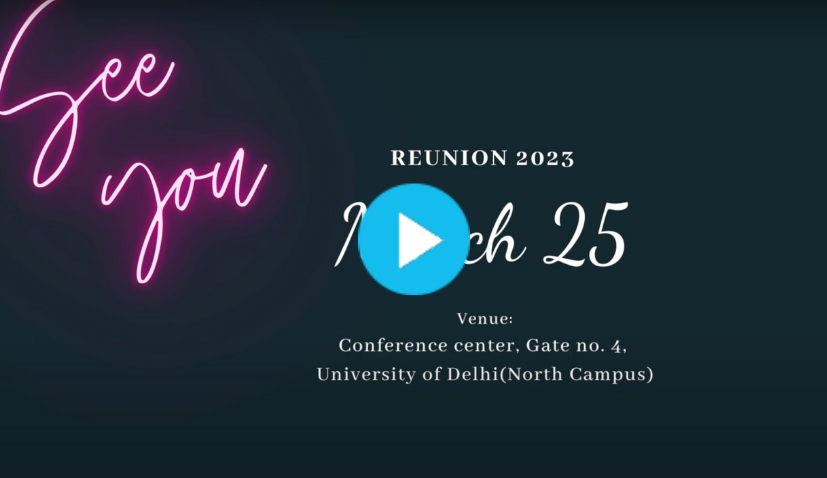 See
you
REUNION 2023
25
Venue:
Conference center, Gate no. 4,
University of Delhi(North Campus)